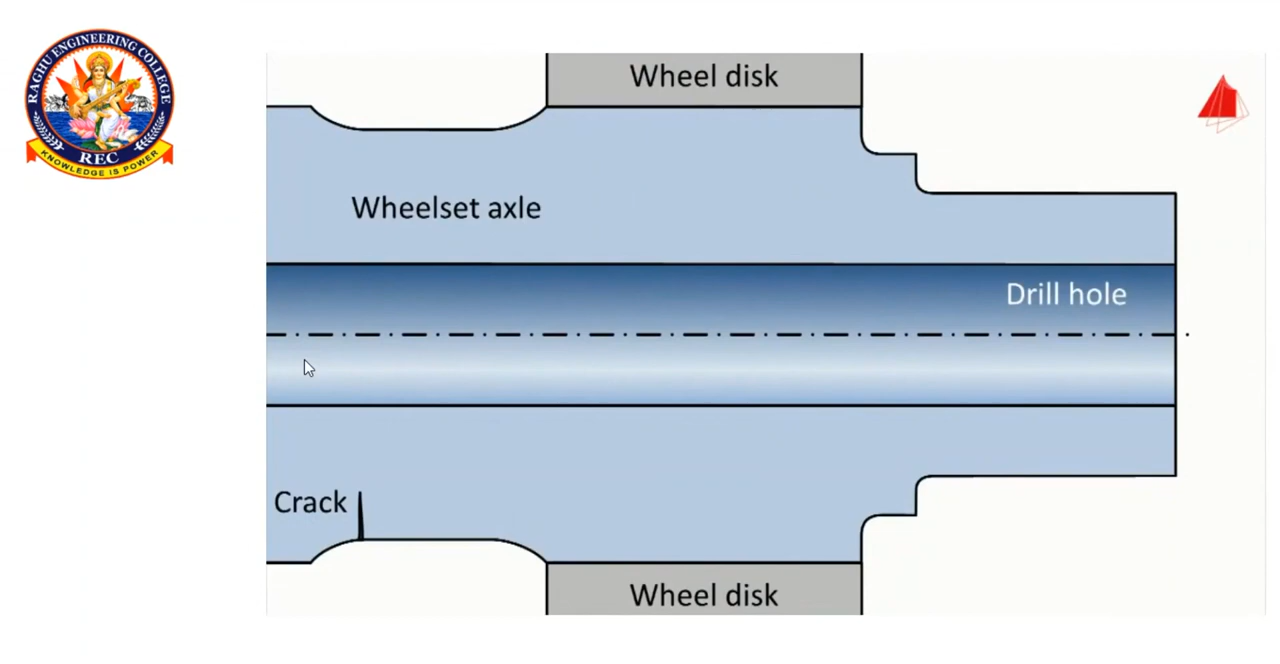 RAGHU ENGINEERING COLLEGE
REC
KNOWLEDGE IS POWER
Wheel disk
Wheelset axle
Drill hole
Crack
Wheel disk